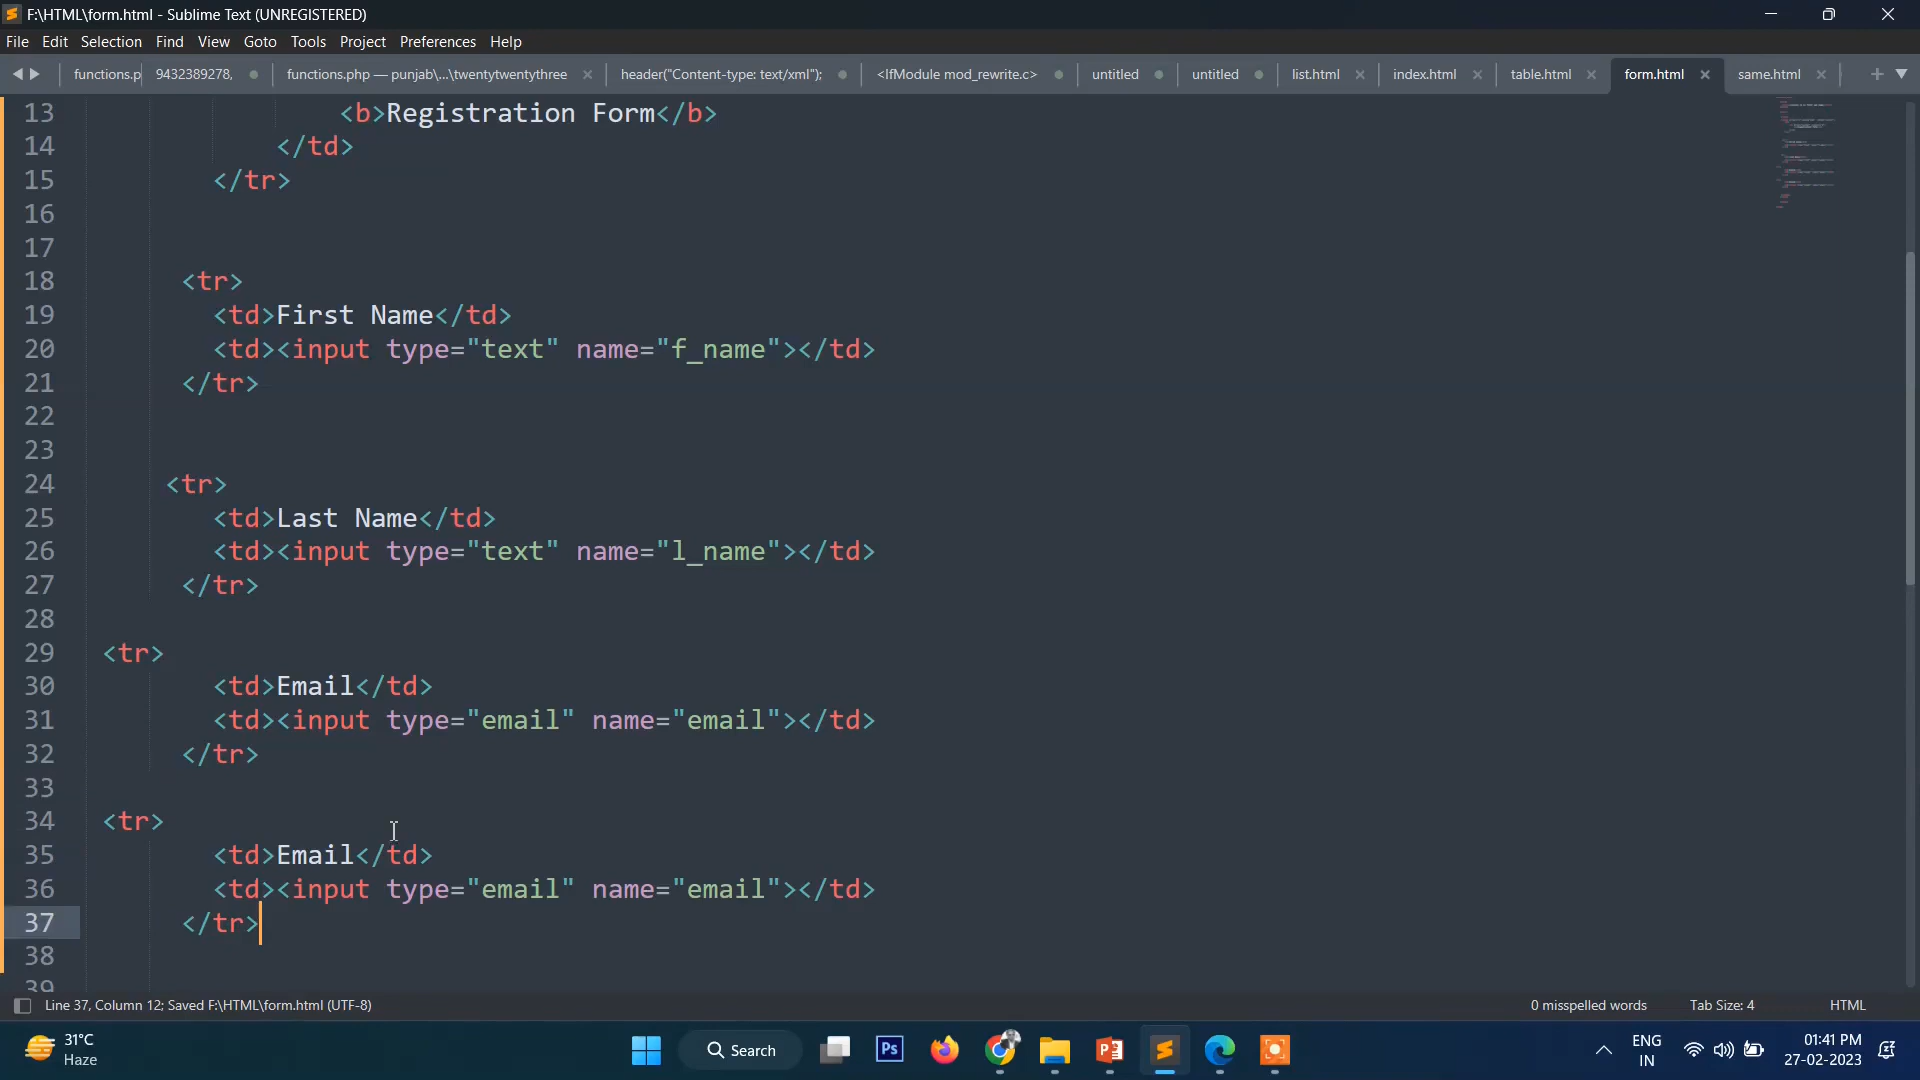 F:\HTML\form.html - Sublime Text (UNREGISTERED)
File Edit Selection Find View Goto Tools Project Preferences Help
functions.p 9432389278, functions.php — punjab\...\twentytwentythree header("Content-type: text/xml"); <IfModule mod_rewrite.c> untitled untitled list.html index.html table.html form.html same.html
13 <b>Registration Form</b>
14 </td>
15 </tr>
16
17
18 <tr>
19 <td>First Name</td>
20 <td><input type="text" name="f_name"></td>
21 </tr>
22
23
24 <tr>
25 <td>Last Name</td>
26 <td><input type="text" name="l_name"></td>
27 </tr>
28
29 <tr>
30 <td>Email</td>
31 <td><input type="email" name="email"></td>
32 </tr>
33
34 <tr>
35 <td>Email</td>
36 <td><input type="email" name="email"></td>
37 </tr>
38
39
Line 37, Column 12; Saved F:\HTML\form.html (UTF-8) 0 misspelled words Tab Size: 4 HTML
31°C
Haze
Search
Ps
ENG
IN
01:41 PM
27-02-2023